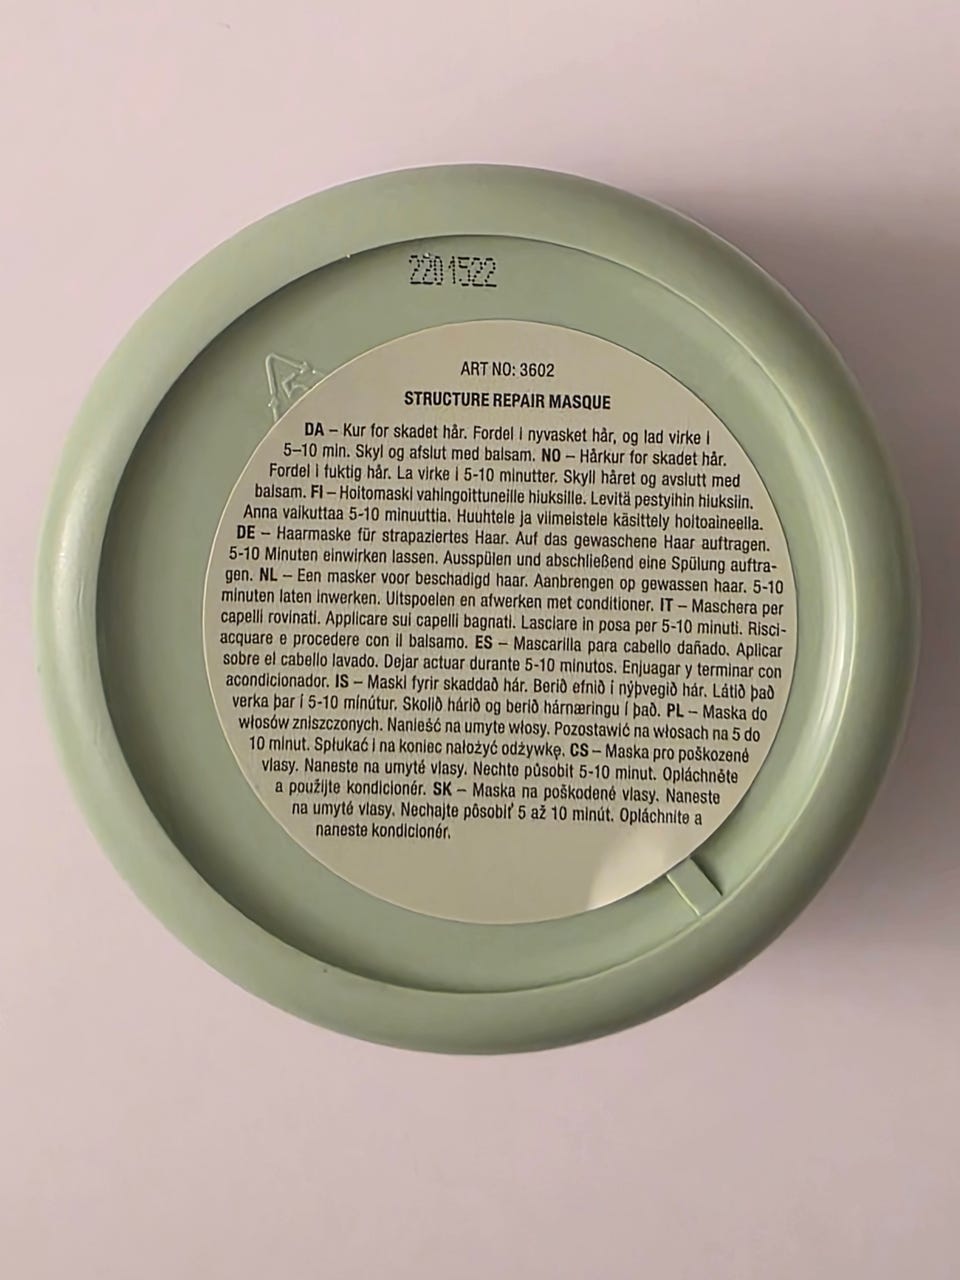 2201522
ART NO: 3602
STRUCTURE REPAIR MASQUE
DA – Kur for skadet hår. Fordel i nyvasket hår, og lad virke i
5–10 min. Skyl og afslut med balsam. NO – Hårkur for skadet hår.
Fordel i fuktig hår. La virke i 5-10 minutter. Skyll håret og avslutt med
balsam. FI – Hoitomaski vahingoittuneille hiuksille. Levitä pestyihin hiuksiin.
Anna vaikuttaa 5-10 minuuttia. Huuhtele ja viimeistele käsittely hoitoaineella.
DE – Haarmaske für strapaziertes Haar. Auf das gewaschene Haar auftragen.
5-10 Minuten einwirken lassen. Ausspülen und abschließend eine Spülung auftra-
gen. NL – Een masker voor beschadigd haar. Aanbrengen op gewassen haar. 5-10
minuten laten inwerken. Uitspoelen en afwerken met conditioner. IT – Maschera per
capelli rovinati. Applicare sui capelli bagnati. Lasciare in posa per 5-10 minuti. Risci-
acquare e procedere con il balsamo. ES – Mascarilla para cabello dañado. Aplicar
sobre el cabello lavado. Dejar actuar durante 5-10 minutos. Enjuagar y terminar con
acondicionador. IS – Maski fyrir skaddað hár. Berið efnið í nýþvegið hár. Látið það
verka þar í 5-10 mínútur. Skolið hárið og berið hárnæringu í það. PL – Maska do
włosów zniszczonych. Nanieść na umyte włosy. Pozostawić na włosach na 5 do
10 minut. Spłukać i na koniec nałożyć odżywkę. CS – Maska pro poškozené
vlasy. Naneste na umyté vlasy. Nechte působit 5-10 minut. Opláchněte
a použijte kondicionér. SK – Maska na poškodené vlasy. Naneste
na umyté vlasy. Nechajte pôsobiť 5 až 10 minút. Opláchnite a
naneste kondicionér.